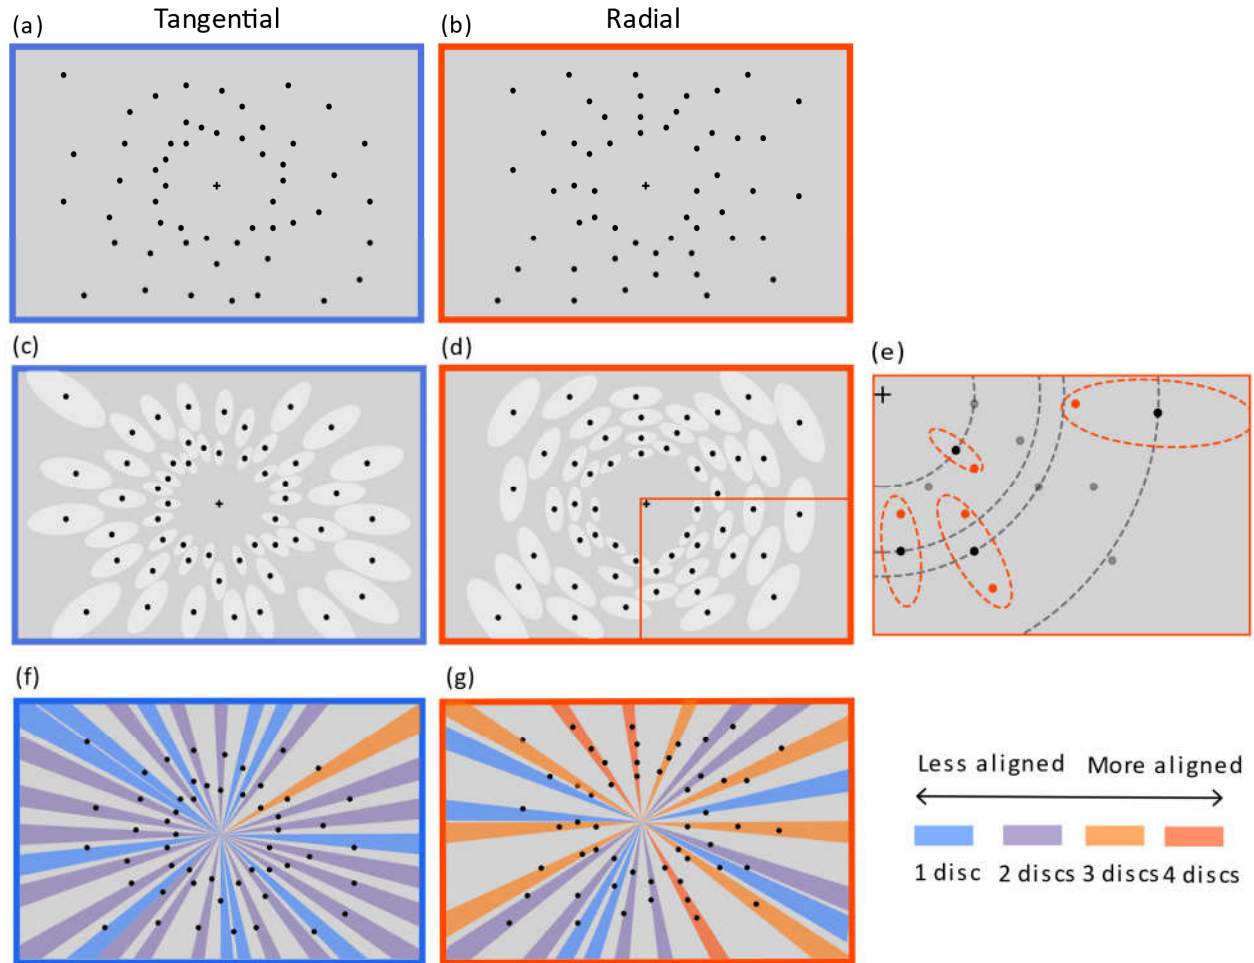 (a) Tangential
(b) Radial
(c)
(d)
(e)
(f)
(g)
Less aligned More aligned
1 disc 2 discs 3 discs 4 discs